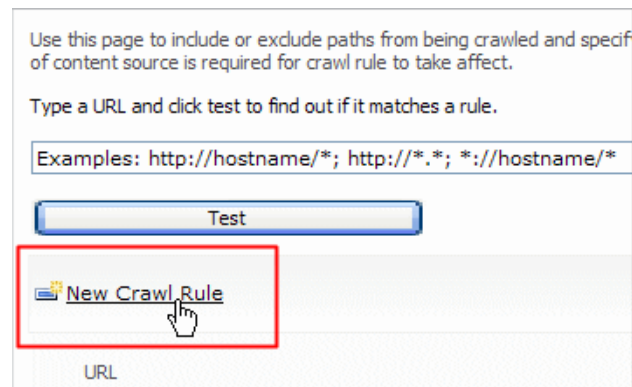 Use this page to include or exclude paths from being crawled and specif
of content source is required for crawl rule to take affect.
Type a URL and click test to find out if it matches a rule.
Examples: http://hostname/*; http://*.*; *://hostname/*
Test
New Crawl Rule
URL